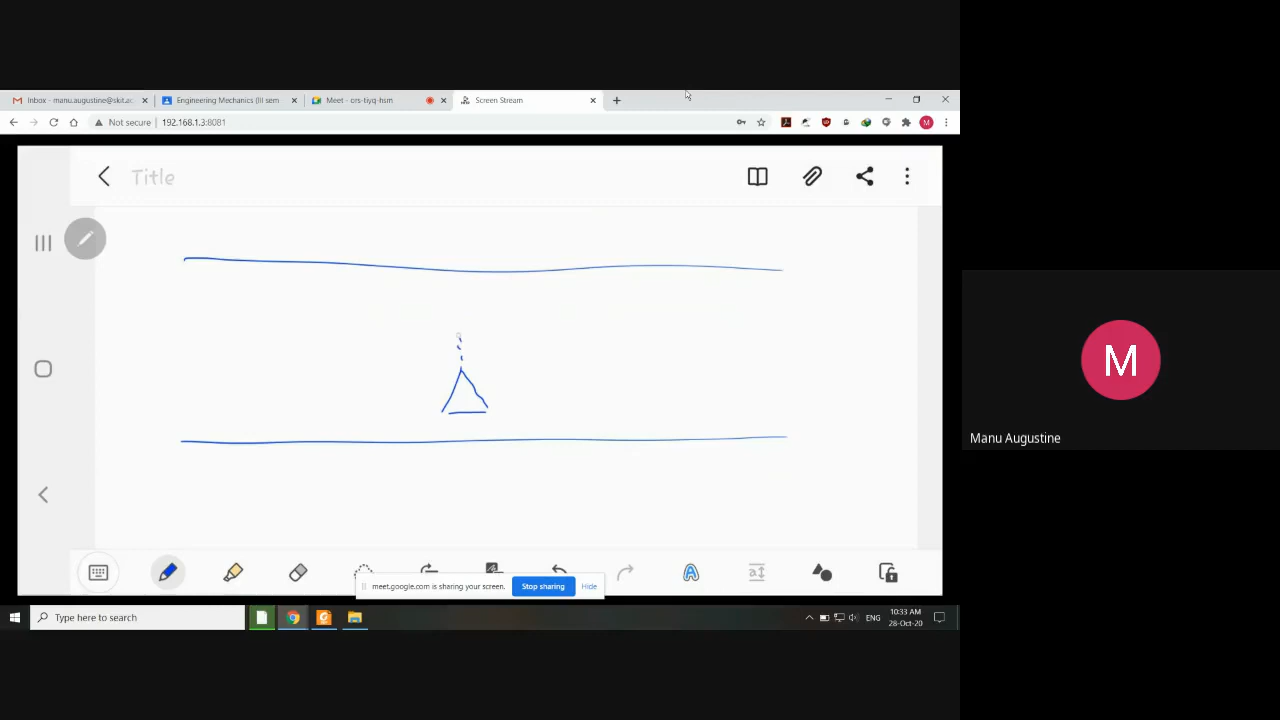 Inbox - manu.augustine@skit.ac
Engineering Mechanics (III sem
Meet - crs-tiyq-hsm
Screen Stream
Not secure
192.168.1.3:8081
M
Title
M
Manu Augustine
meet.google.com is sharing your screen.
Stop sharing
Hide
Type here to search
ENG
10:33 AM
28-Oct-20